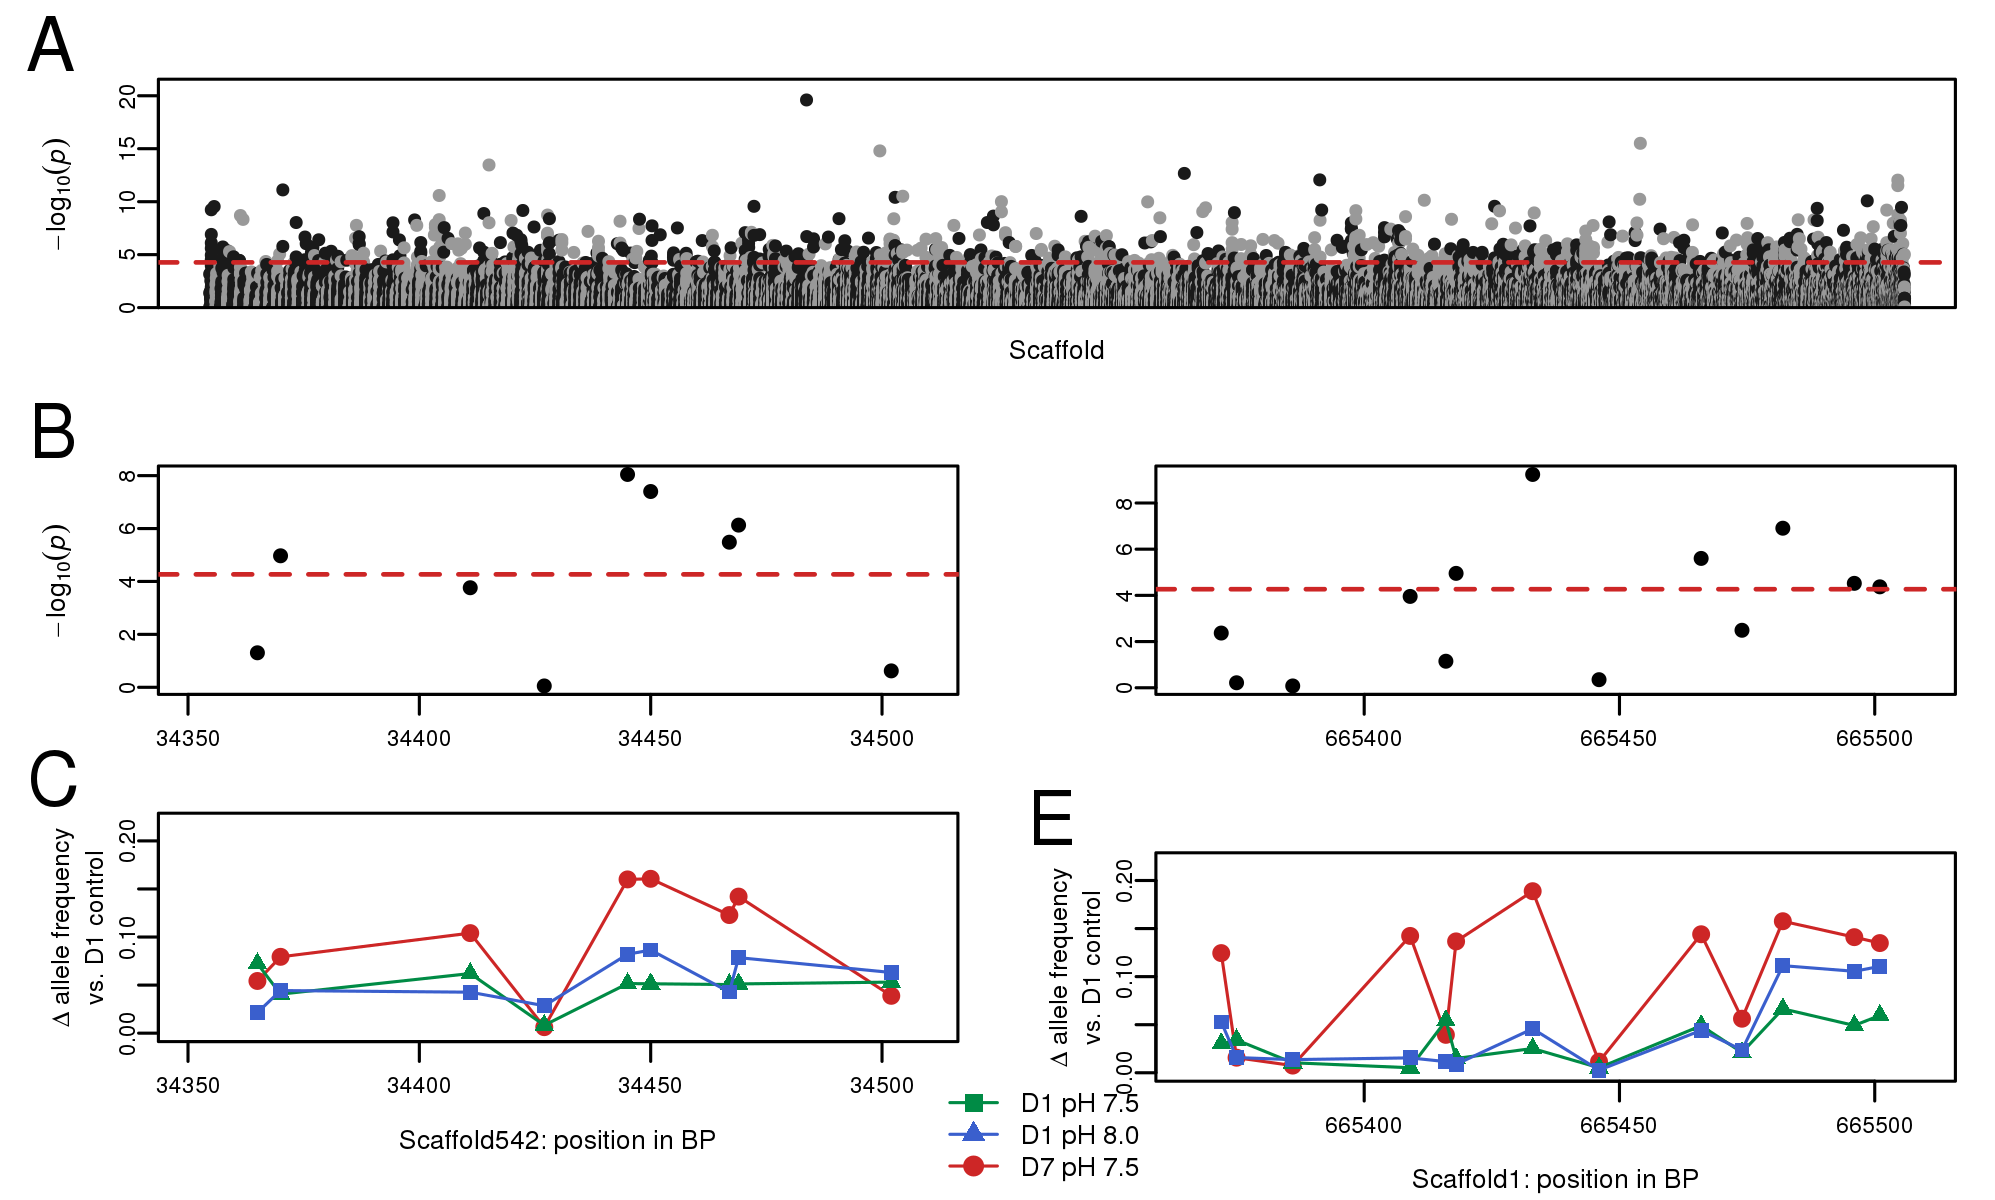 A
−log10(p)
0 5 10 15 20
Scaffold
B
−log10(p)
0 2 4 6 8
34350 34400 34450 34500
0 2 4 6 8
665400 665450 665500
C
Δ allele frequency
vs. D1 control
0.00 0.10 0.20
34350 34400 34450 34500
Scaffold542: position in BP
E
Δ allele frequency
vs. D1 control
0.00 0.10 0.20
665400 665450 665500
Scaffold1: position in BP
D1 pH 7.5
D1 pH 8.0
D7 pH 7.5